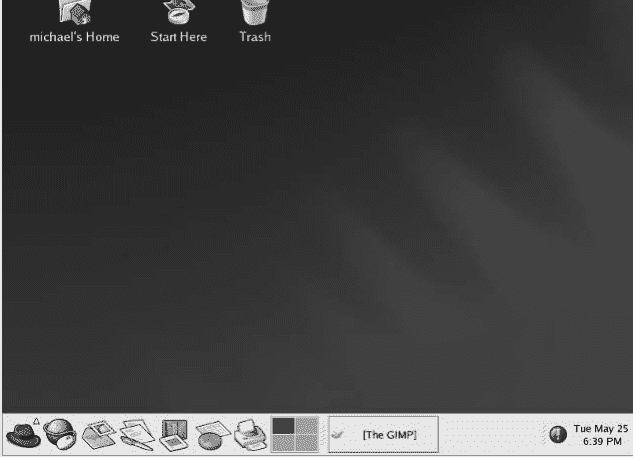 michael's Home
Start Here
Trash
[The GIMP]
Tue May 25
6:39 PM